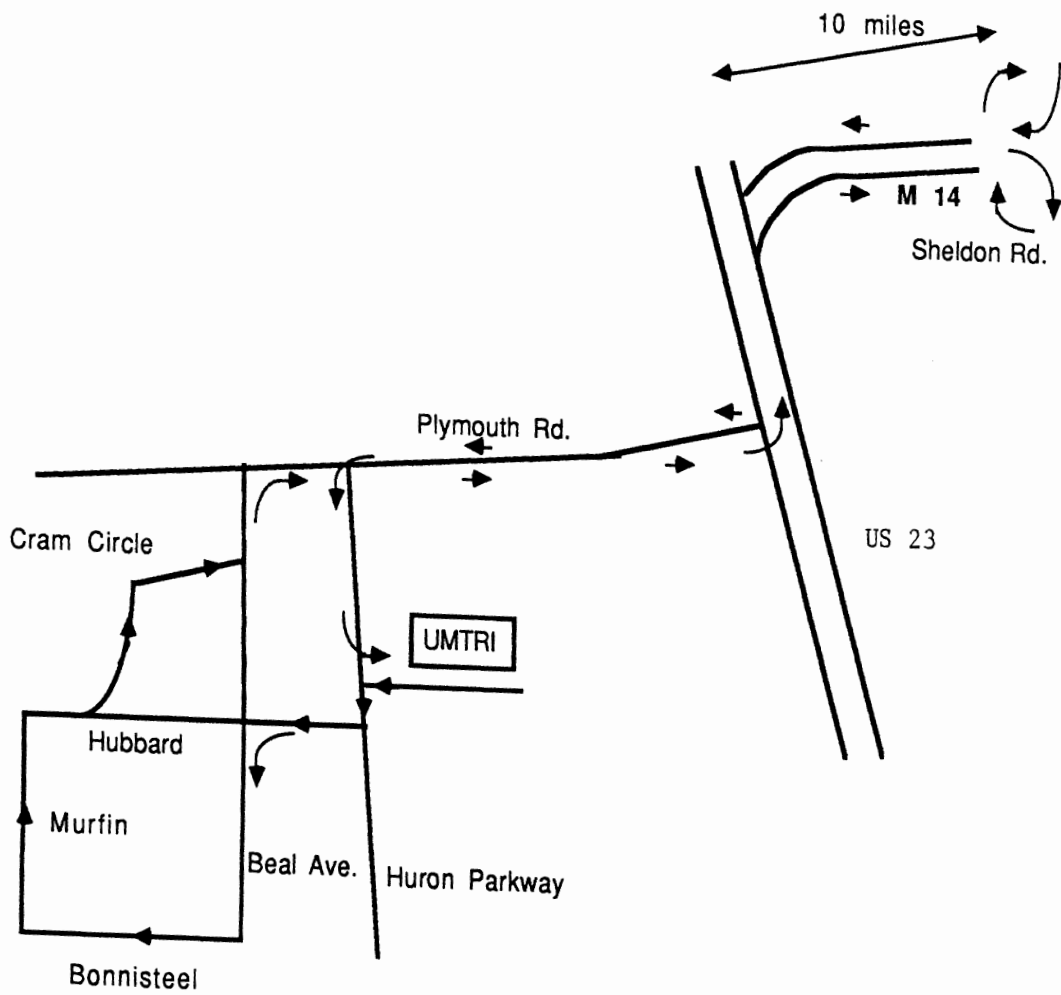 10 miles
M 14
Sheldon Rd.
Plymouth Rd.
US 23
Cram Circle
UMTRI
Hubbard
Murfin
Beal Ave.
Huron Parkway
Bonnisteel